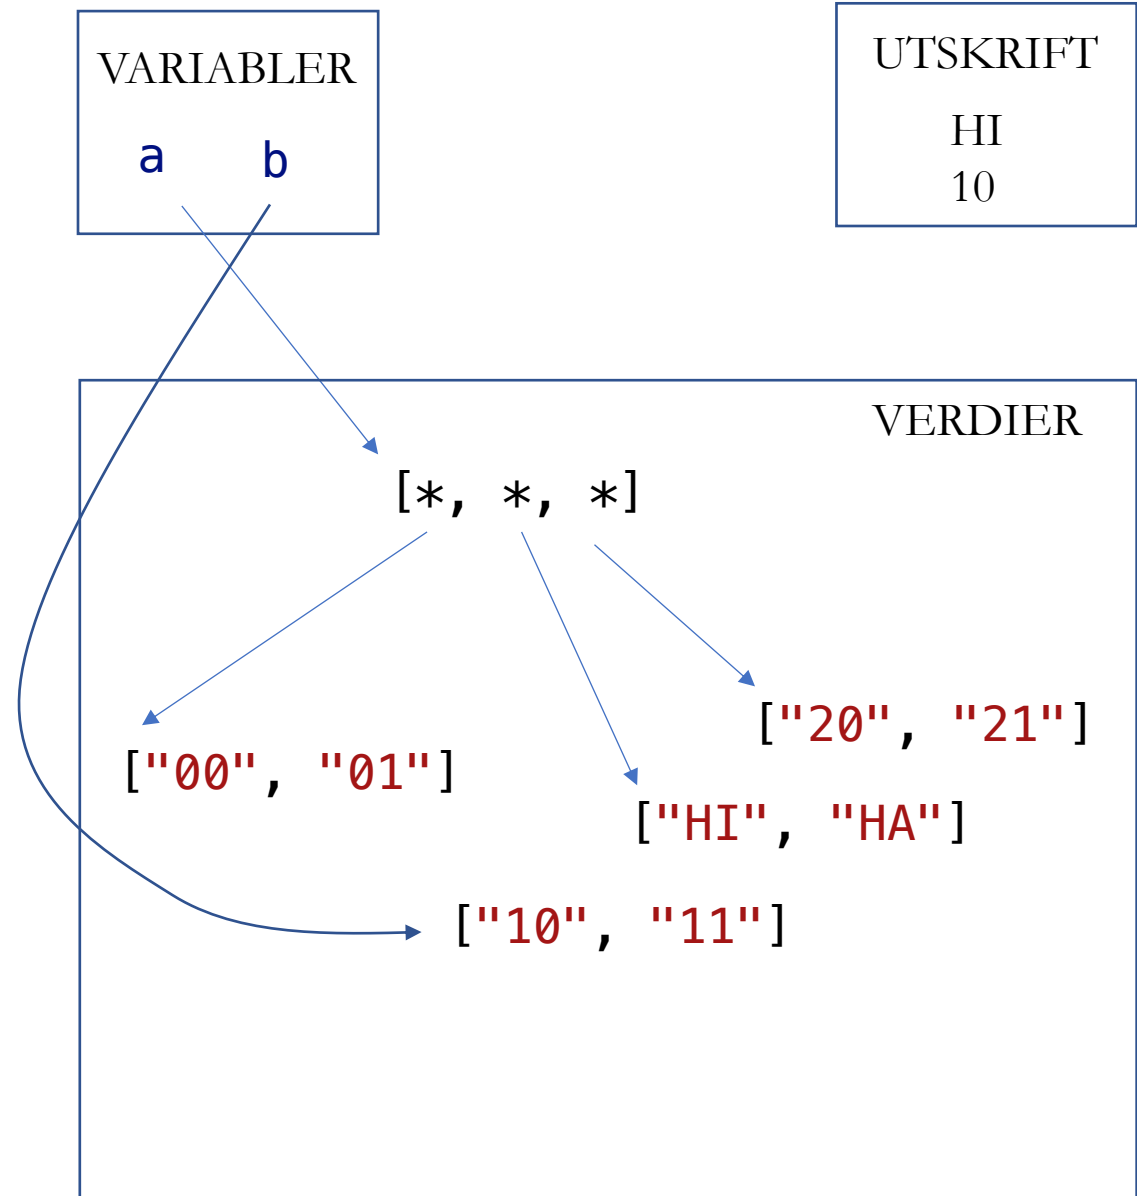 VARIABLER
a b
UTSKRIFT
HI
10
VERDIER
[*, *, *]
["20", "21"]
["00", "01"]
["HI", "HA"]
["10", "11"]